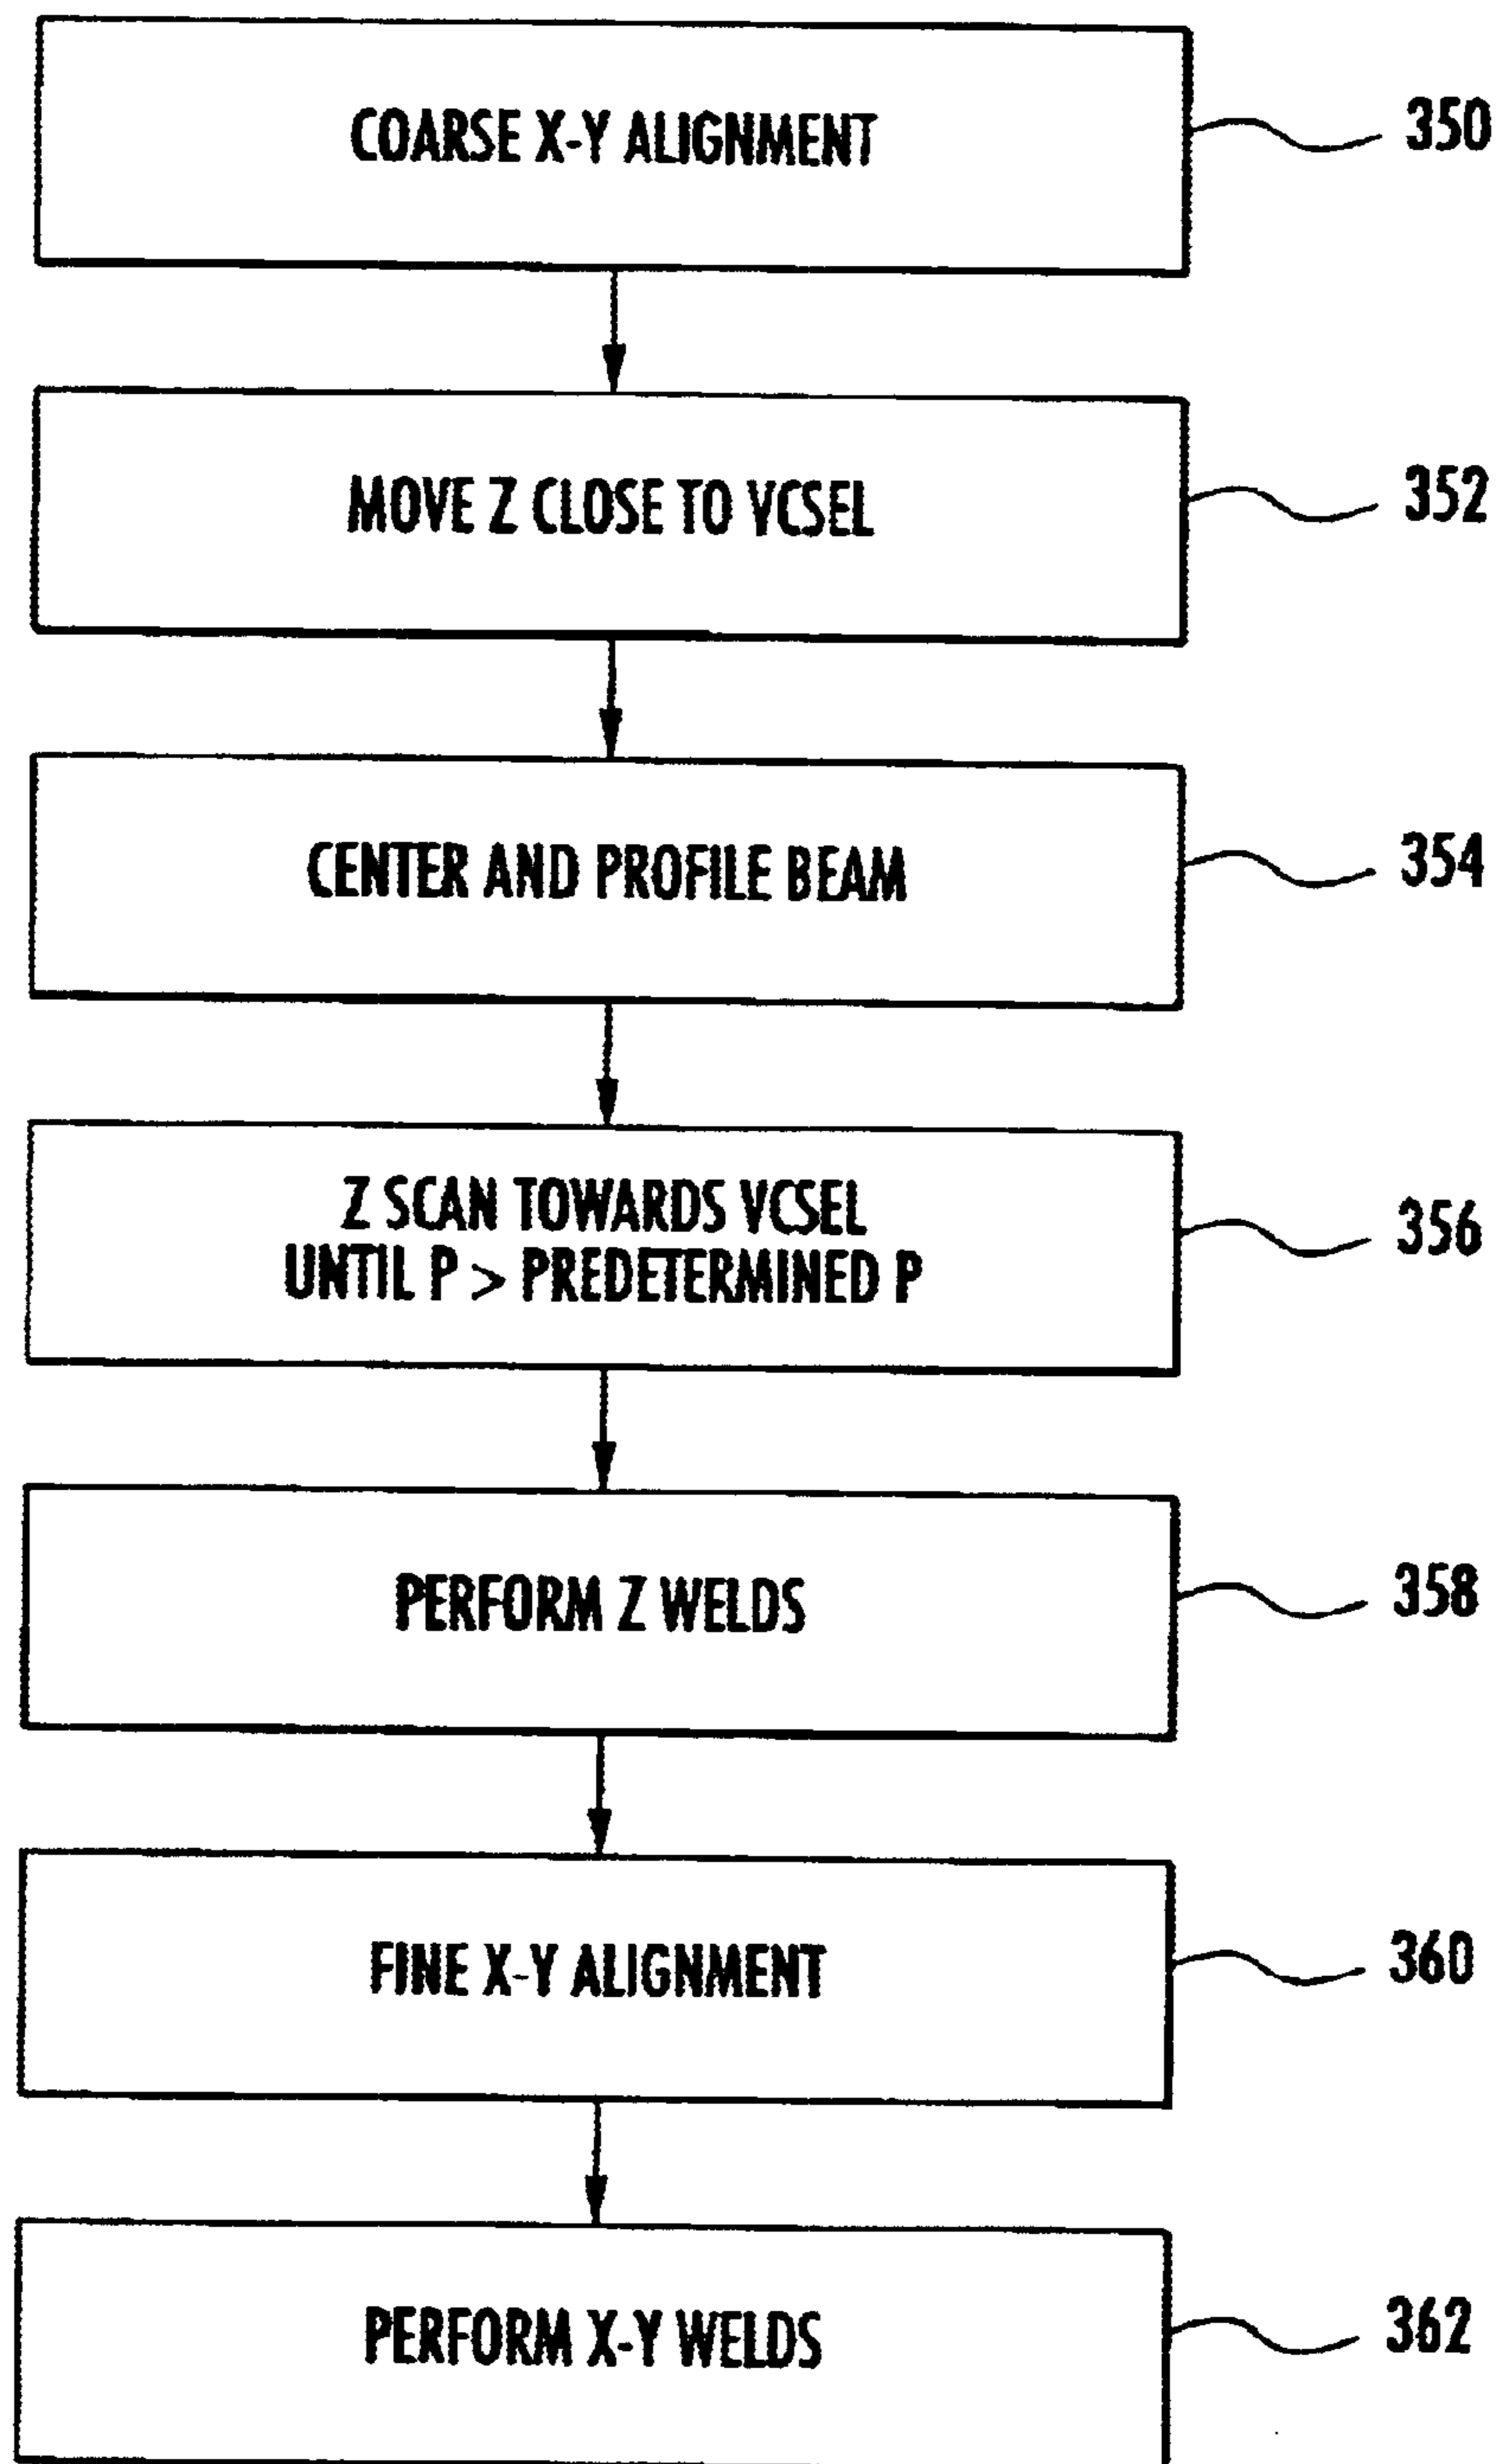 COARSE X-Y ALIGNMENT
350
MOVE Z CLOSE TO VCSEL
352
CENTER AND PROFILE BEAM
354
Z SCAN TOWARDS VCSEL
UNTIL P > PREDETERMINED P
356
PERFORM Z WELDS
358
FINE X-Y ALIGNMENT
360
PERFORM X-Y WELDS
362